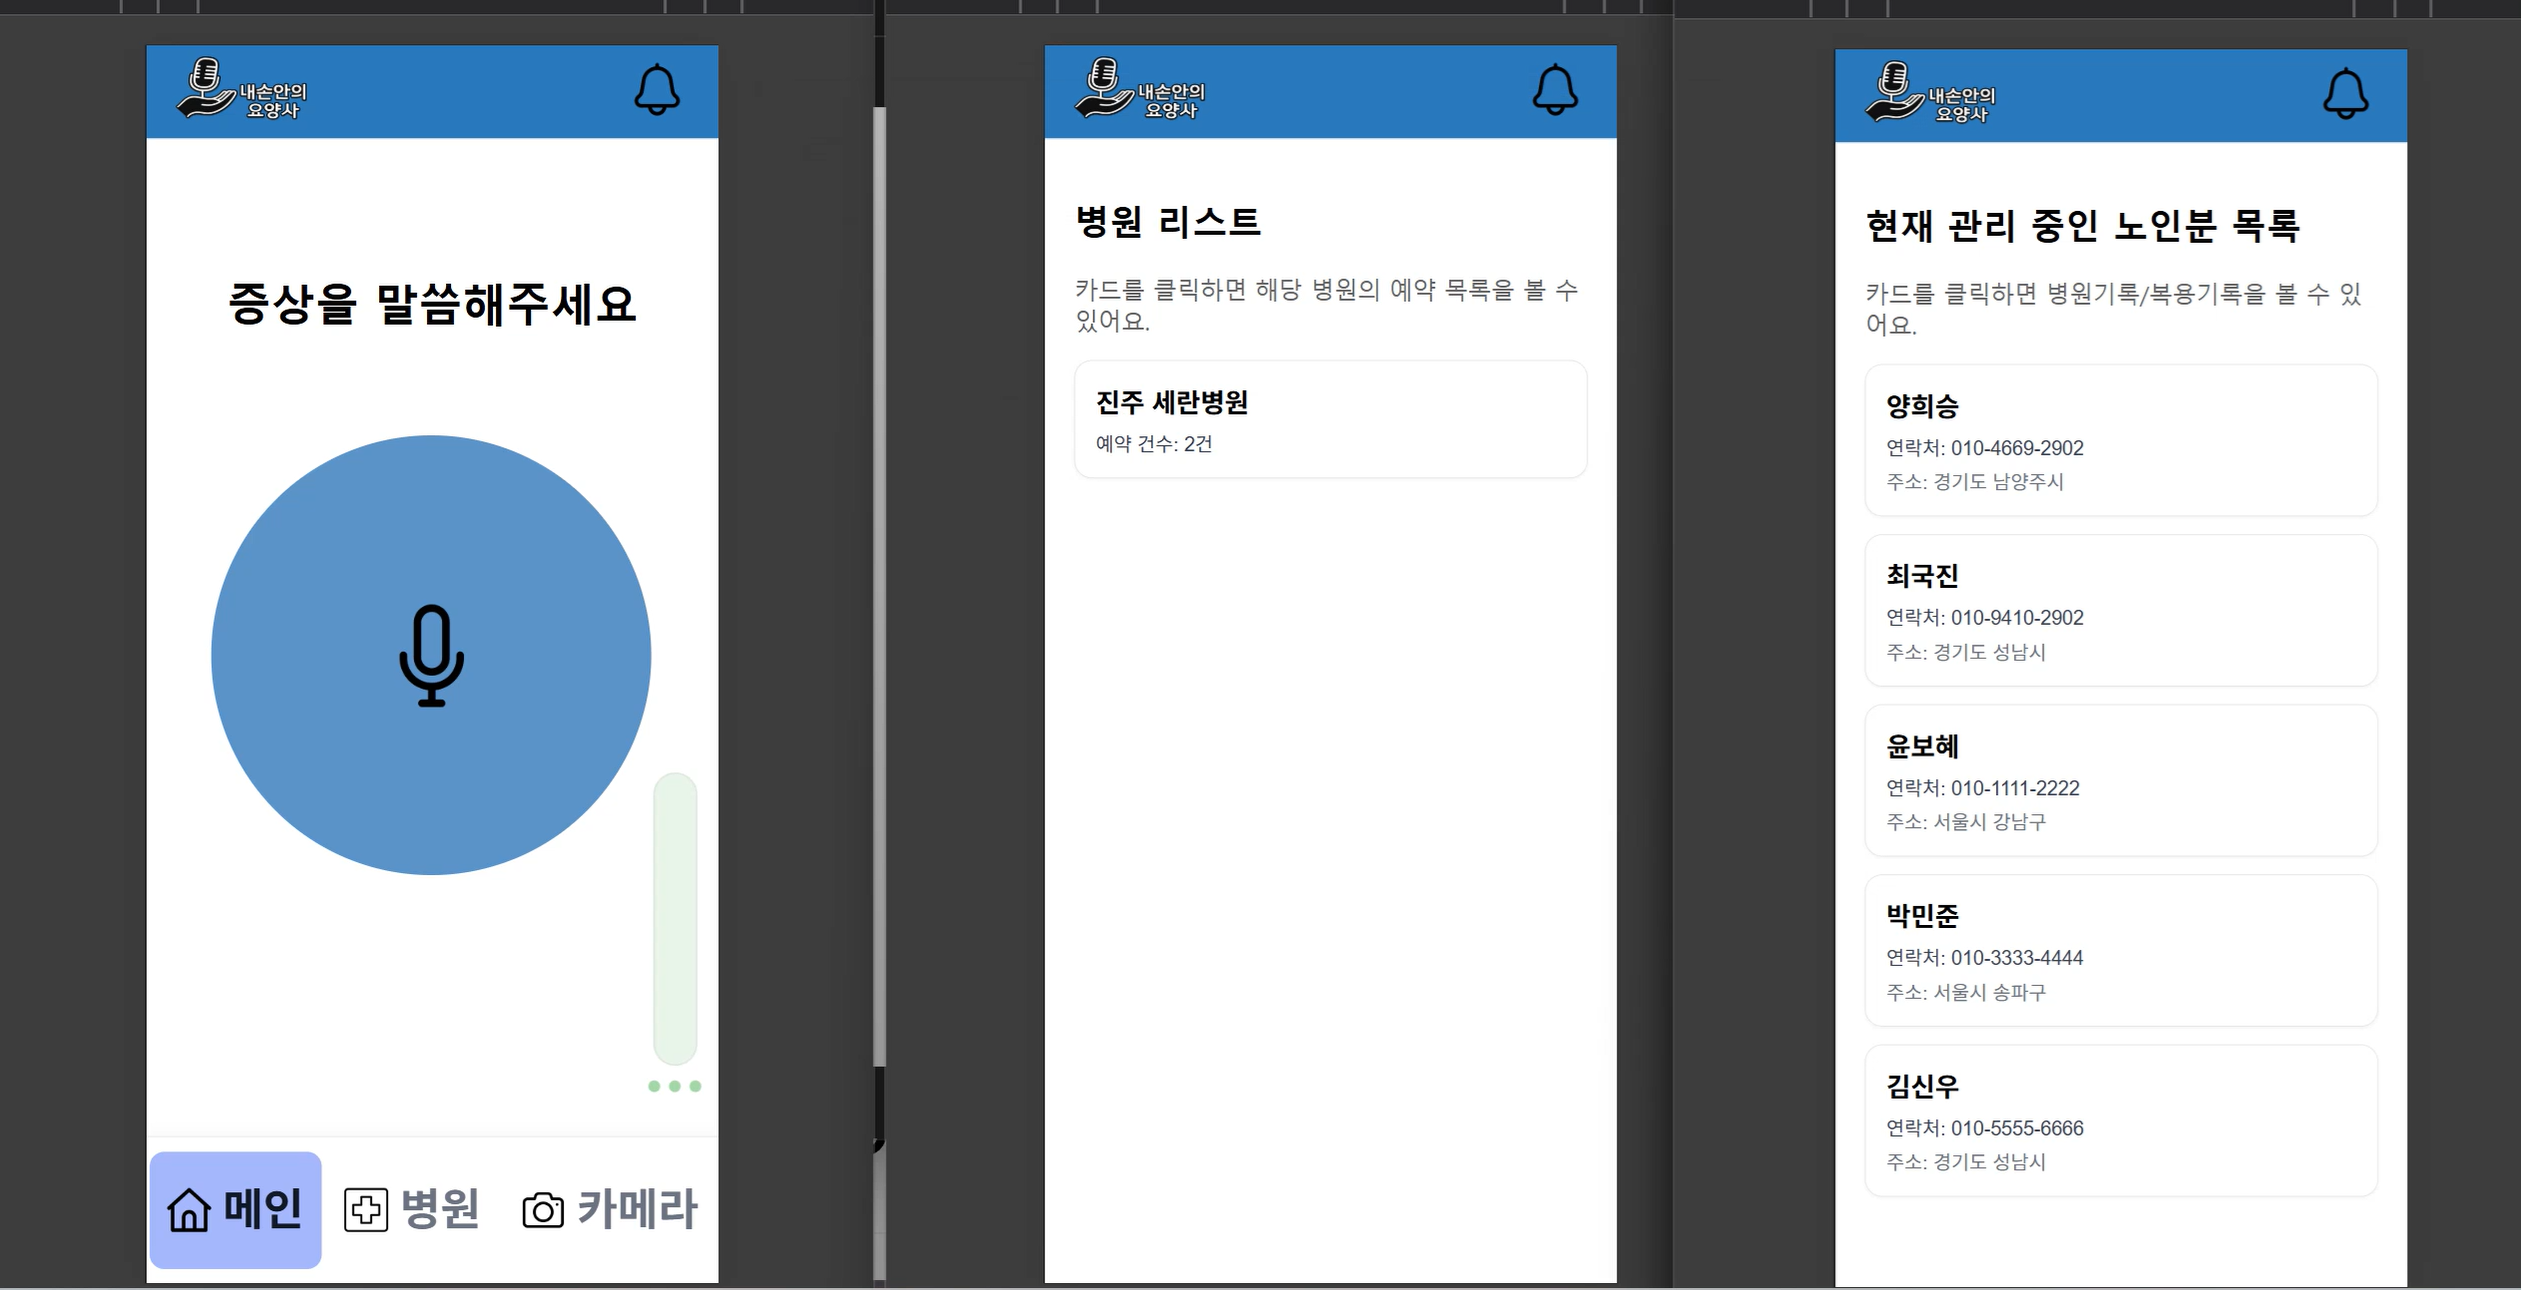 내손안의
요양사
증상을 말씀해주세요
메인
병원
카메라
내손안의
요양사
병원 리스트
카드를 클릭하면 해당 병원의 예약 목록을 볼 수
있어요.
진주 세란병원
예약 건수: 2건
내손안의
요양사
현재 관리 중인 노인분 목록
카드를 클릭하면 병원기록/복용기록을 볼 수 있
어요.
양희승
연락처: 010-4669-2902
주소: 경기도 남양주시
최국진
연락처: 010-9410-2902
주소: 경기도 성남시
윤보혜
연락처: 010-1111-2222
주소: 서울시 강남구
박민준
연락처: 010-3333-4444
주소: 서울시 송파구
김신우
연락처: 010-5555-6666
주소: 경기도 성남시